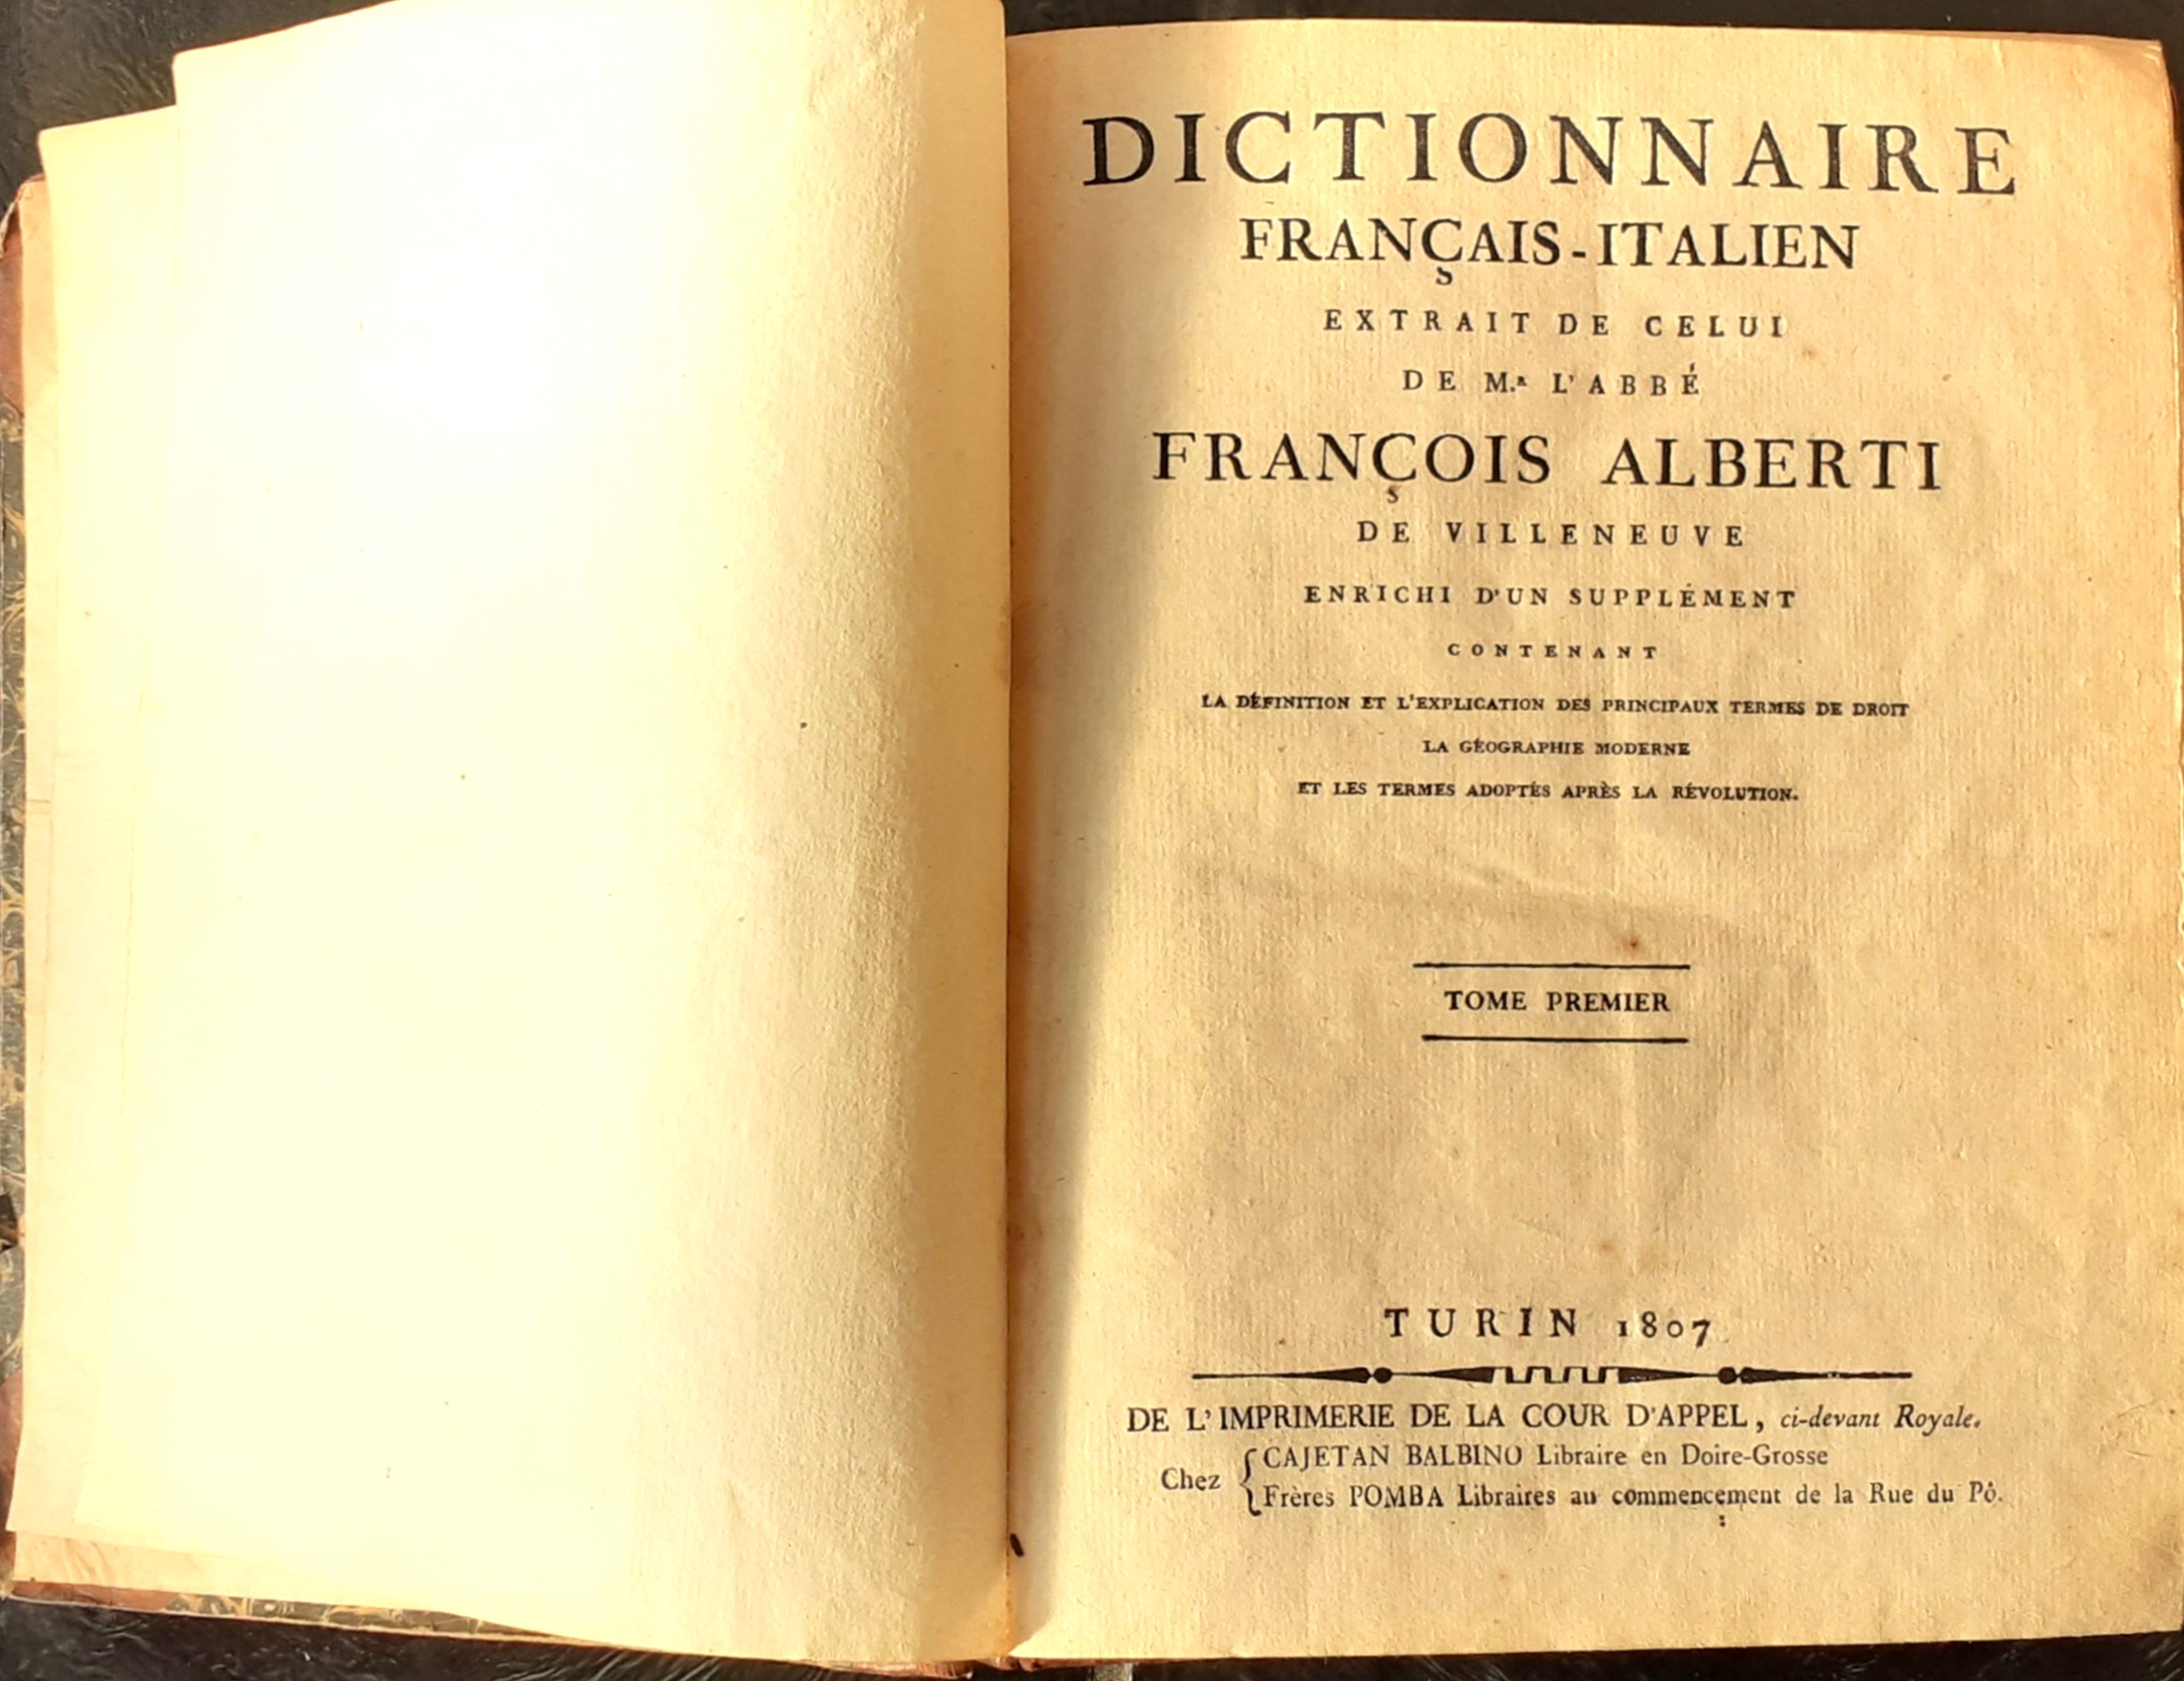 DICTIONNAIRE
FRANÇAIS-ITALIEN
EXTRAIT DE CELUI
DE M.R L'ABBÉ
FRANÇOIS ALBERTI
DE VILLENEUVE
ENRICHI D'UN SUPPLÉMENT
CONTENANT
LA DÉFINITION ET L'EXPLICATION DES PRINCIPAUX TERMES DE DROIT
LA GÉOGRAPHIE MODERNE
ET LES TERMES ADOPTÉS APRÈS LA RÉVOLUTION.
TOME PREMIER
TURIN 1807
DE L'IMPRIMERIE DE LA COUR D'APPEL, ci-devant Royale.
Chez { CAJETAN BALBINO Libraire en Doire-Grosse
Frères POMBA Libraires au commencement de la Rue du Pô.